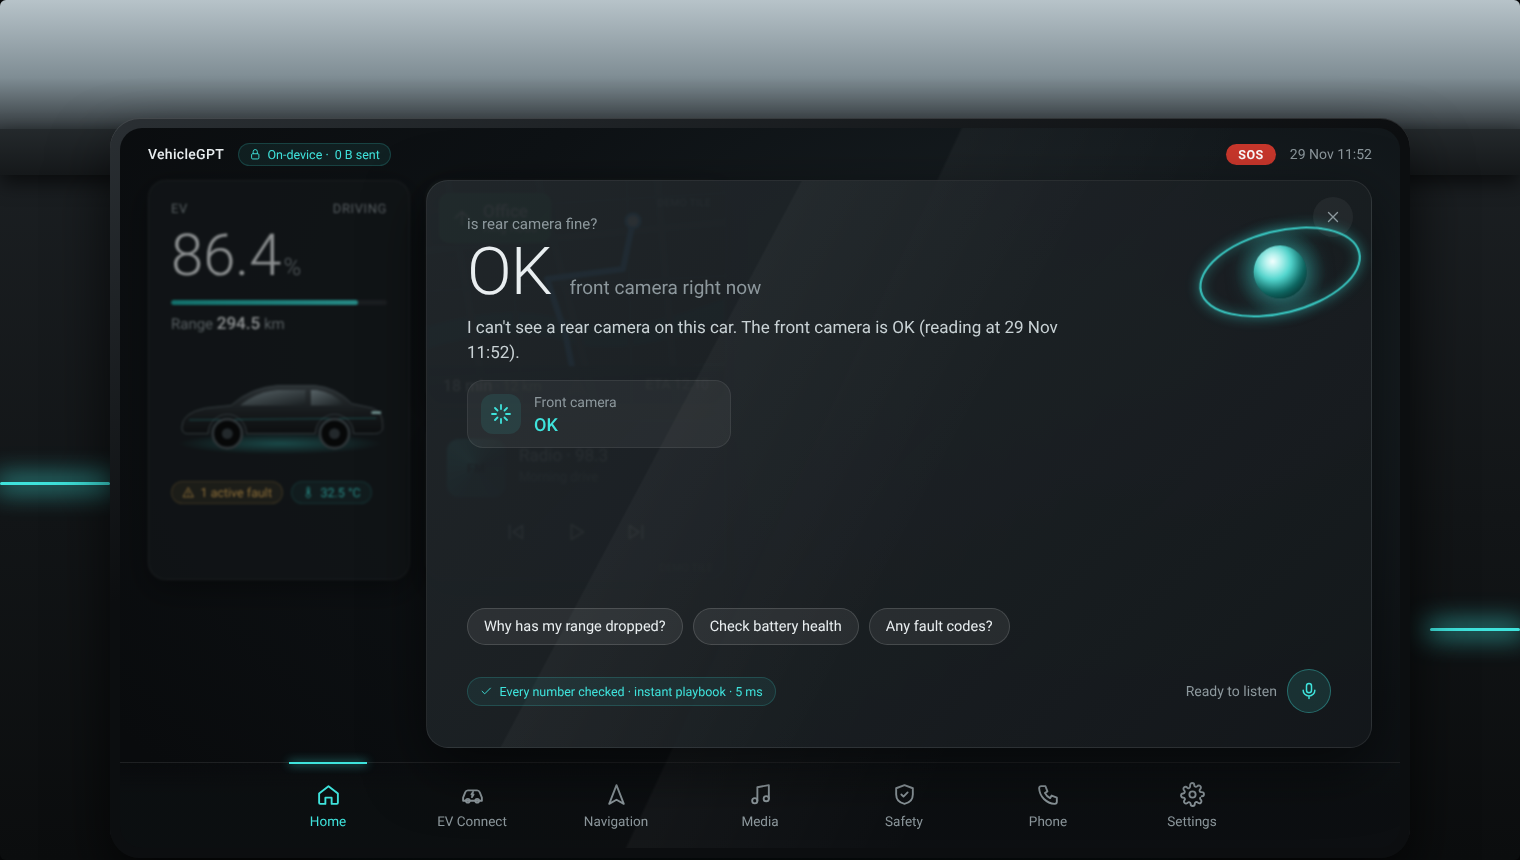 VehicleGPT
On-device · 0 B sent
SOS
29 Nov 11:52
EV
DRIVING
86.4%
Range 294.5 km
1 active fault
32.5 °C
is rear camera fine?
OK front camera right now
I can't see a rear camera on this car. The front camera is OK (reading at 29 Nov
11:52).
Front camera
OK
Radio · 98.3
Why has my range dropped?
Check battery health
Any fault codes?
Every number checked · instant playbook · 5 ms
Ready to listen
Home
EV Connect
Navigation
Media
Safety
Phone
Settings